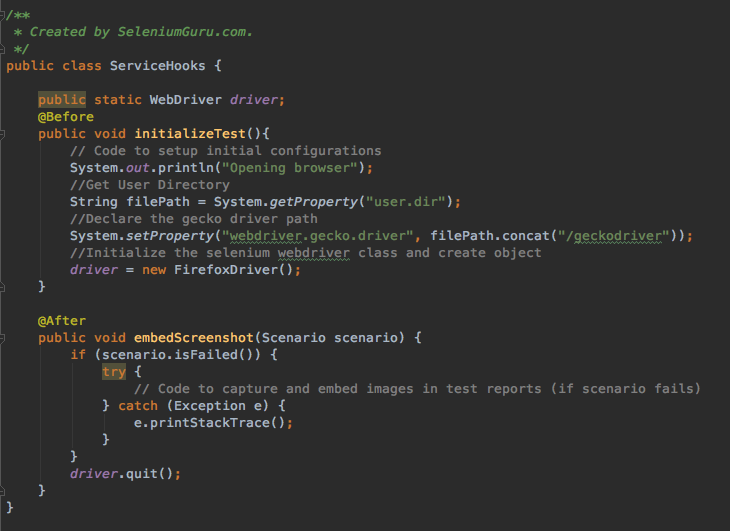 /**
 * Created by SeleniumGuru.com.
 */
public class ServiceHooks {
    public static WebDriver driver;
    @Before
    public void initializeTest(){
        // Code to setup initial configurations
        System.out.println("Opening browser");
        //Get User Directory
        String filePath = System.getProperty("user.dir");
        //Declare the gecko driver path
        System.setProperty("webdriver.gecko.driver", filePath.concat("/geckodriver"));
        //Initialize the selenium webdriver class and create object
        driver = new FirefoxDriver();
    }
    @After
    public void embedScreenshot(Scenario scenario) {
        if (scenario.isFailed()) {
            try {
                // Code to capture and embed images in test reports (if scenario fails)
            } catch (Exception e) {
                e.printStackTrace();
            }
        }
        driver.quit();
    }
}